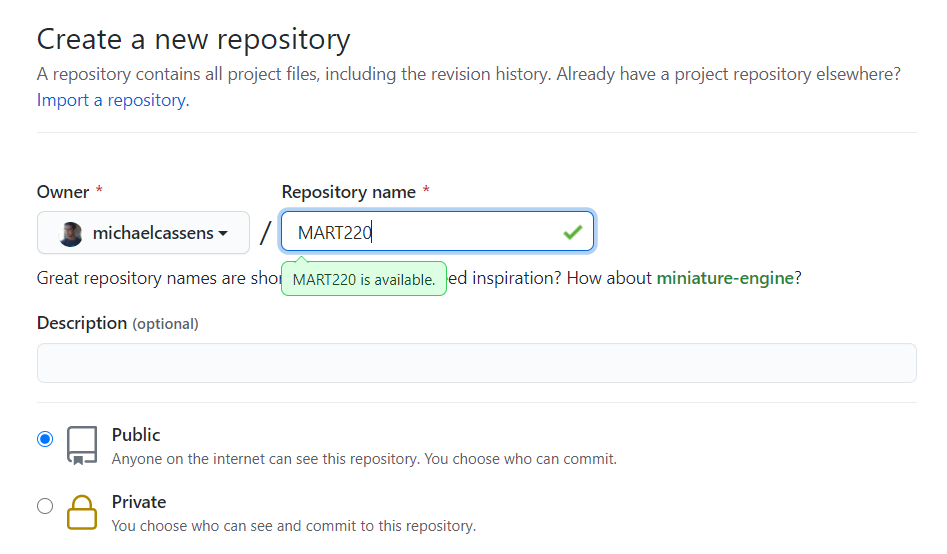 Create a new repository
A repository contains all project files, including the revision history. Already have a project repository elsewhere?
Import a repository.
Owner * Repository name *
michaelcassens / MART220
MART220 is available.
Great repository names are sho ed inspiration? How about miniature-engine?
Description (optional)
Public
Anyone on the internet can see this repository. You choose who can commit.
Private
You choose who can see and commit to this repository.